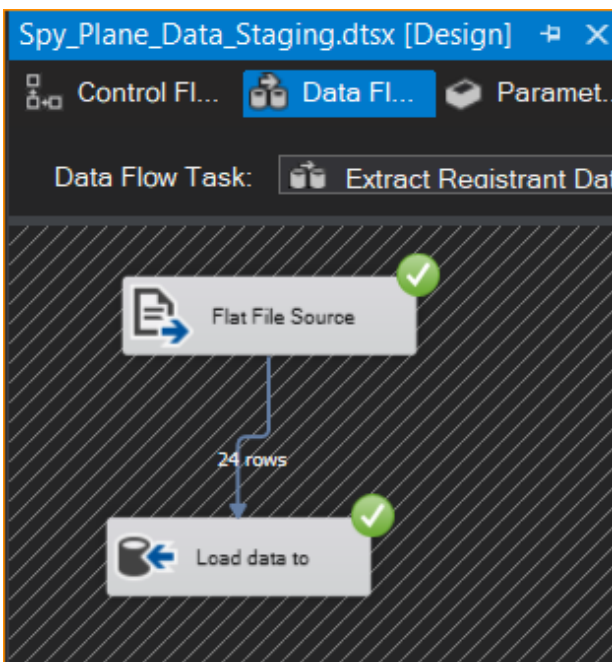 Spy_Plane_Data_Staging.dtsx [Design]
Control Fl... Data Fl... Paramet...
Data Flow Task: Extract Registrant Dat
Flat File Source
24 rows
Load data to